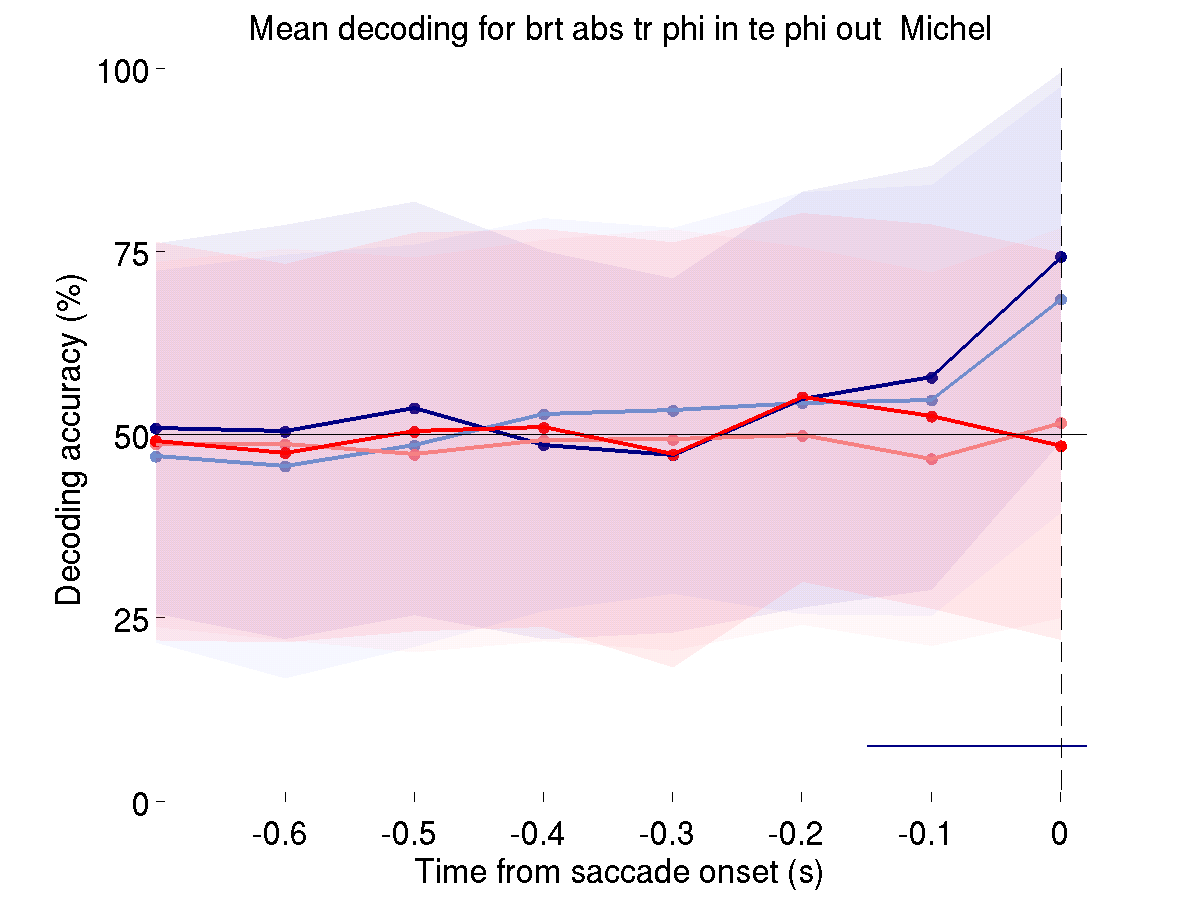 Mean decoding for brt abs tr phi in te phi out  Michel
100
75
50
25
0
Decoding accuracy (%)
-0.6 -0.5 -0.4 -0.3 -0.2 -0.1 0
Time from saccade onset (s)